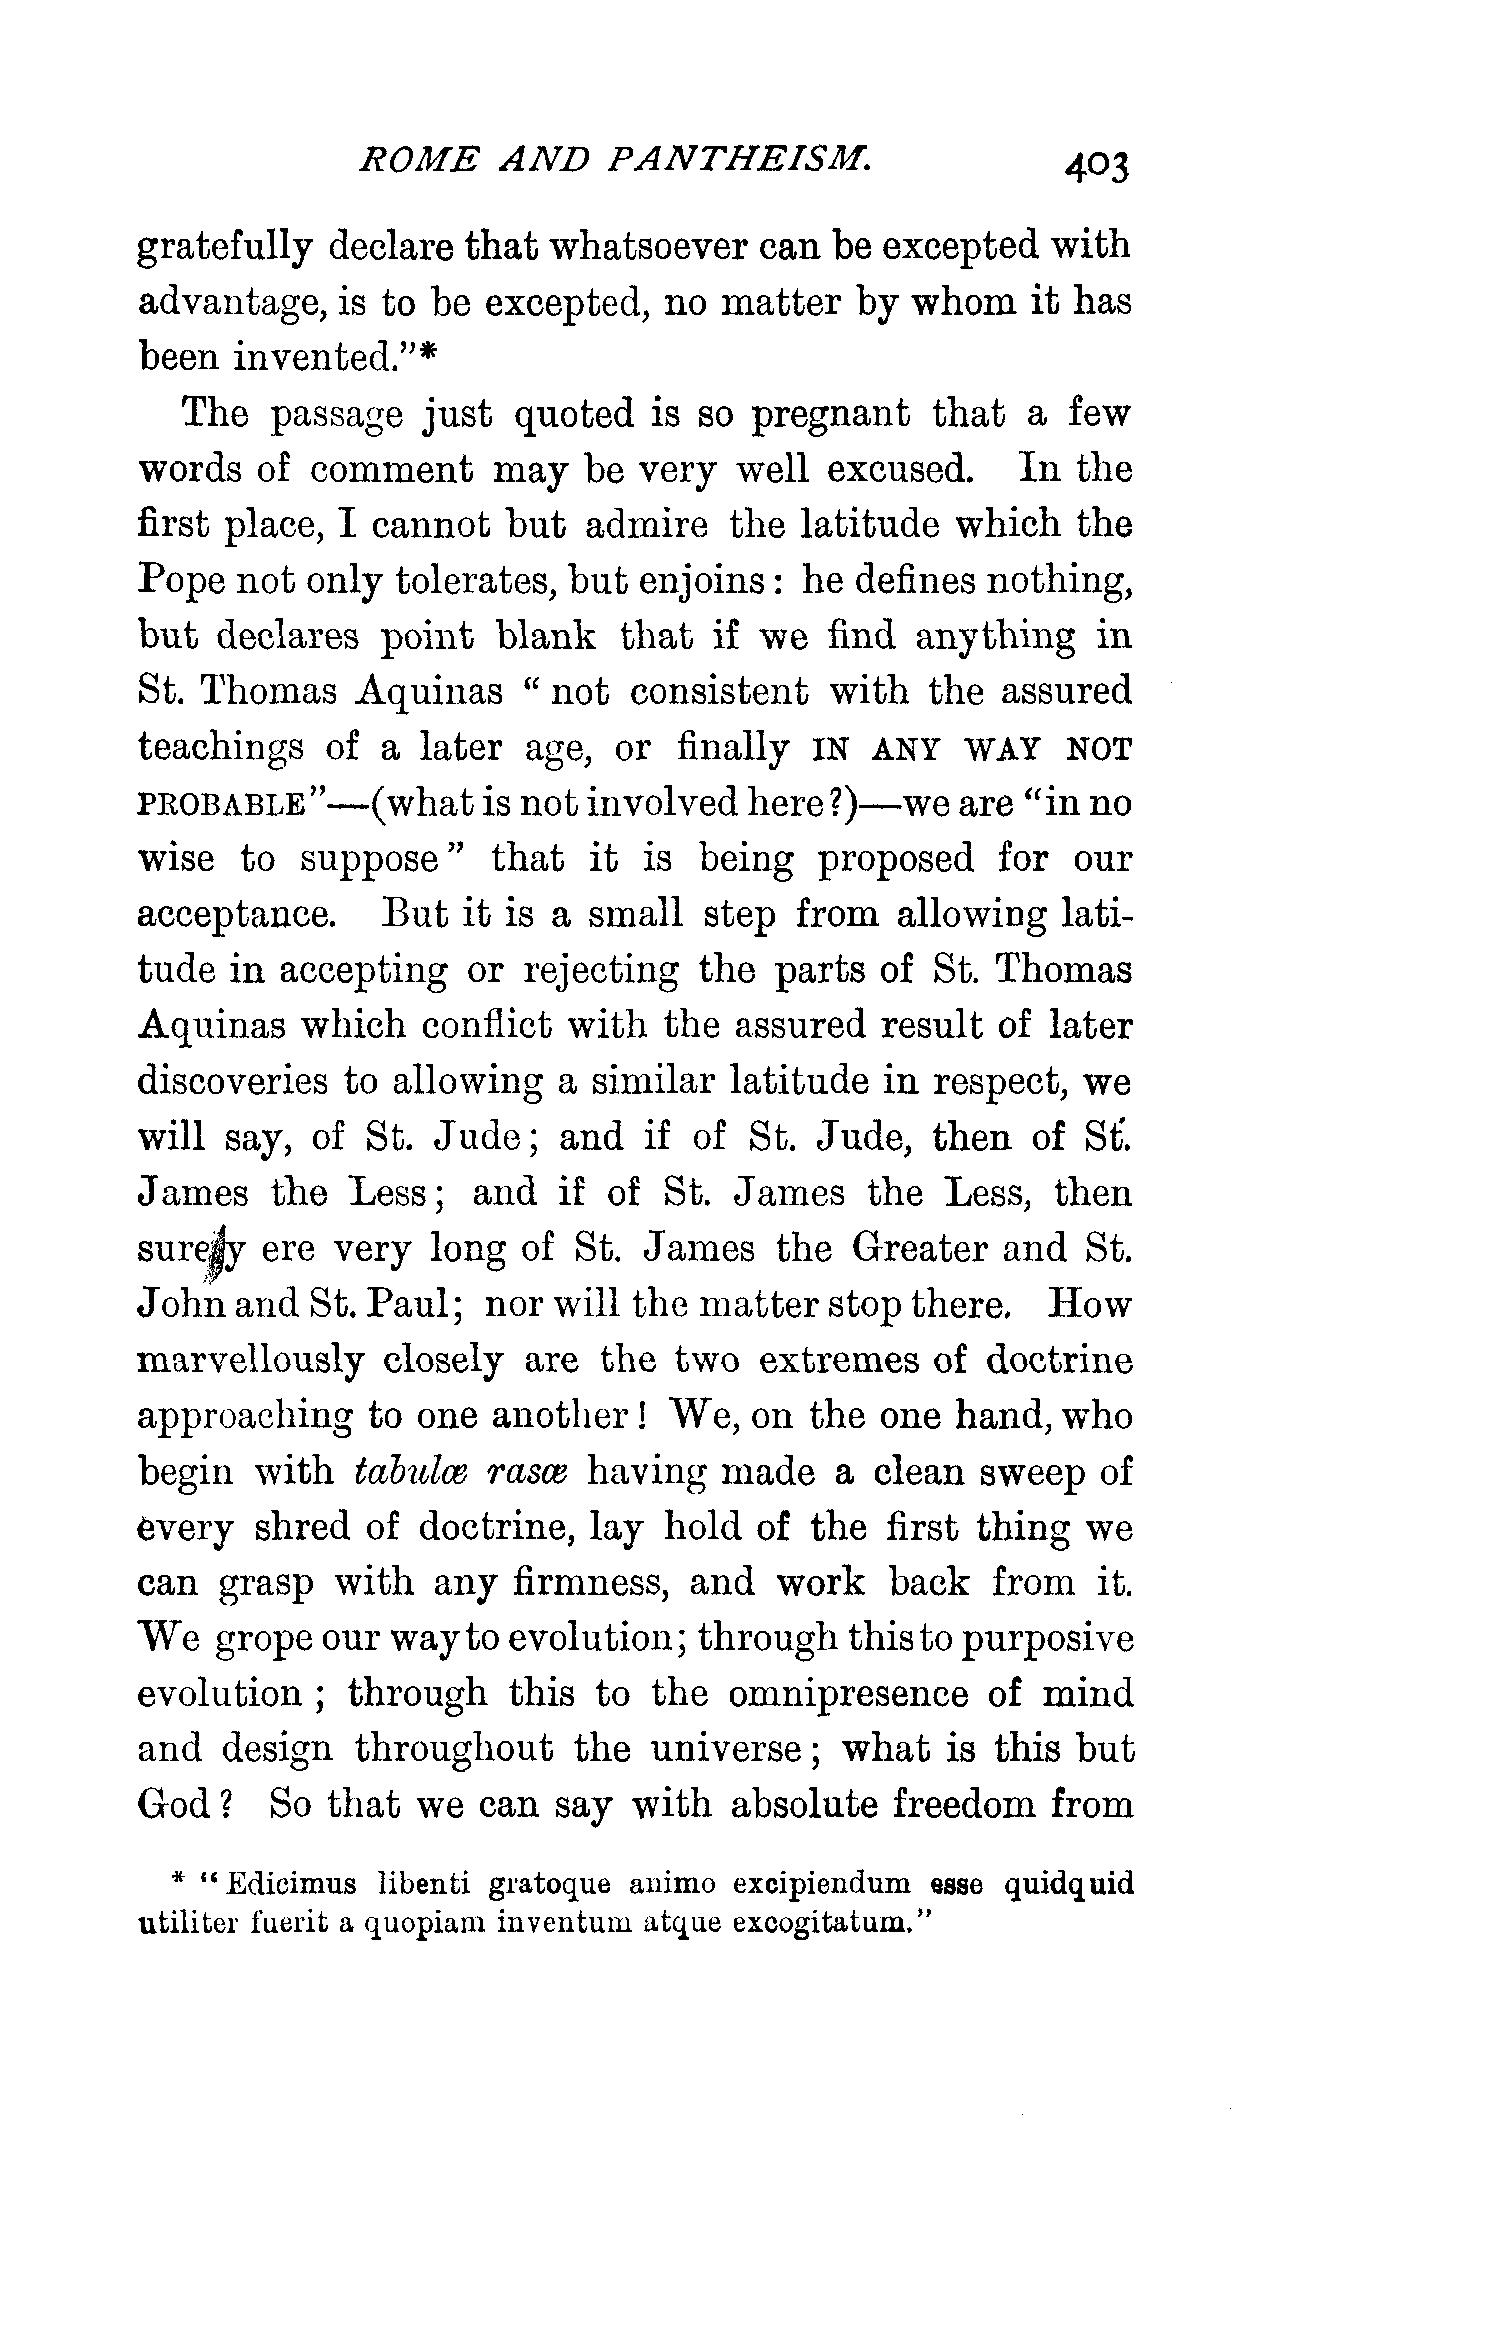 ROME AND PANTHEISM. 403
gratefully declare that whatsoever can be excepted with
advantage, is to be excepted, no matter by whom it has
been invented.”*
The passage just quoted is so pregnant that a few
words of comment may be very well excused. In the
first place, I cannot but admire the latitude which the
Pope not only tolerates, but enjoins: he defines nothing,
but declares point blank that if we find anything in
St. Thomas Aquinas “ not consistent with the assured
teachings of a later age, or finally IN ANY WAY NOT
PROBABLE”—(what is not involved here?)—we are “in no
wise to suppose” that it is being proposed for our
acceptance. But it is a small step from allowing lati-
tude in accepting or rejecting the parts of St. Thomas
Aquinas which conflict with the assured result of later
discoveries to allowing a similar latitude in respect, we
will say, of St. Jude; and if of St. Jude, then of St.
James the Less; and if of St. James the Less, then
surely ere very long of St. James the Greater and St.
John and St. Paul; nor will the matter stop there. How
marvellously closely are the two extremes of doctrine
approaching to one another! We, on the one hand, who
begin with tabulæ rasæ having made a clean sweep of
every shred of doctrine, lay hold of the first thing we
can grasp with any firmness, and work back from it.
We grope our way to evolution; through this to purposive
evolution ; through this to the omnipresence of mind
and design throughout the universe; what is this but
God? So that we can say with absolute freedom from
* “ Edicimus libenti gratoque animo excipiendum esse quidquid
utiliter fuerit a quopiam inventum atque excogitatum.”